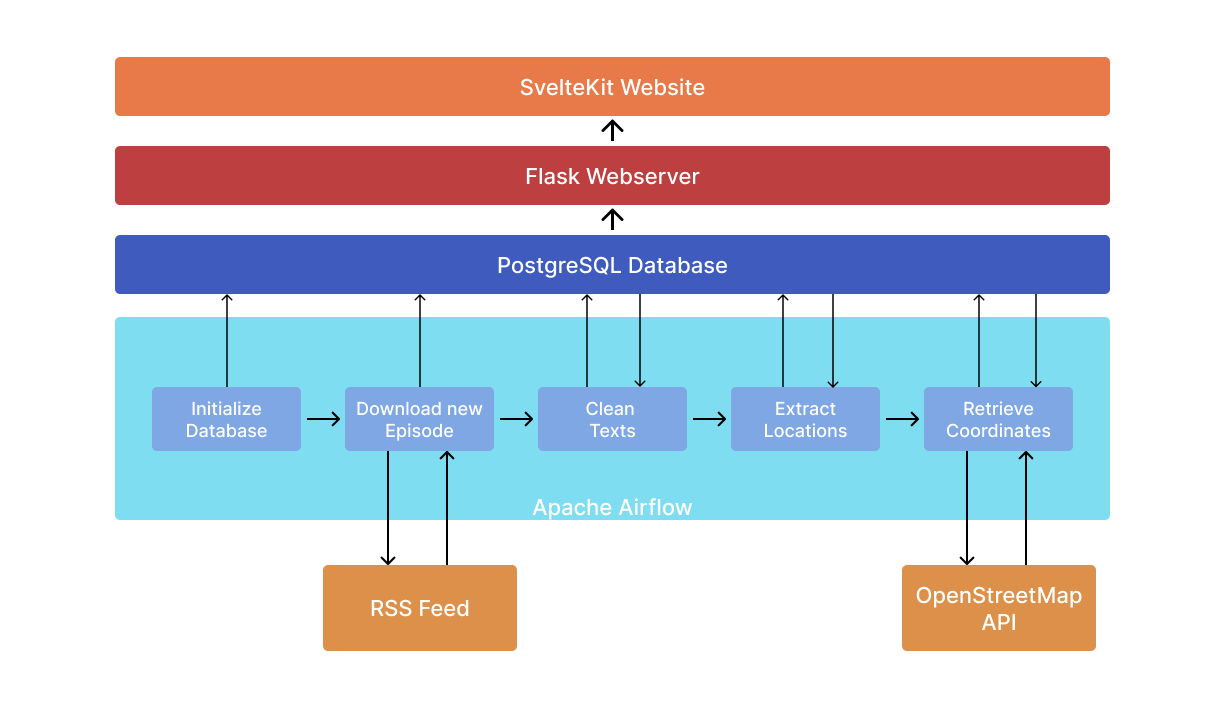 SvelteKit Website
Flask Webserver
PostgreSQL Database
Initialize
Database
Download new
Episode
Clean
Texts
Extract
Locations
Retrieve
Coordinates
Apache Airflow
RSS Feed
OpenStreetMap
API